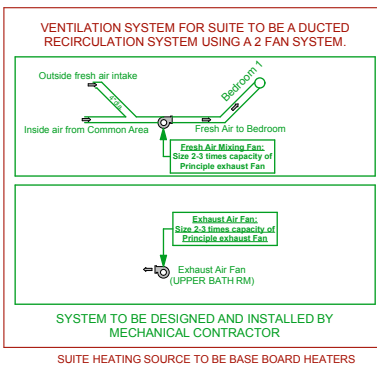 VENTILATION SYSTEM FOR SUITE TO BE A DUCTED
RECIRCULATION SYSTEM USING A 2 FAN SYSTEM.
Outside fresh air intake
Bedroom 1
4"dia.
Inside air from Common Area
Fresh Air to Bedroom
Fresh Air Mixing Fan:
Size 2-3 times capacity of
Principle exhaust Fan
Exhaust Air Fan:
Size 2-3 times capacity of
Principle exhaust Fan
Exhaust Air Fan
(UPPER BATH RM)
SYSTEM TO BE DESIGNED AND INSTALLED BY
MECHANICAL CONTRACTOR
SUITE HEATING SOURCE TO BE BASE BOARD HEATERS